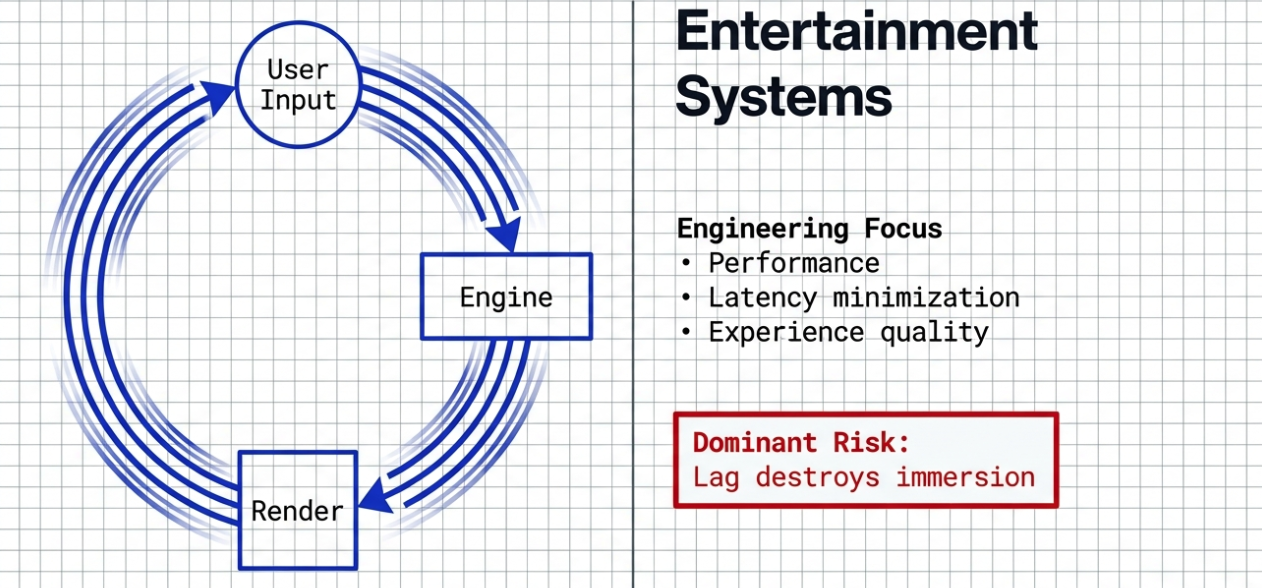 User
Input
Engine
Render
Entertainment
Systems
Engineering Focus
• Performance
• Latency minimization
• Experience quality
Dominant Risk:
Lag destroys immersion